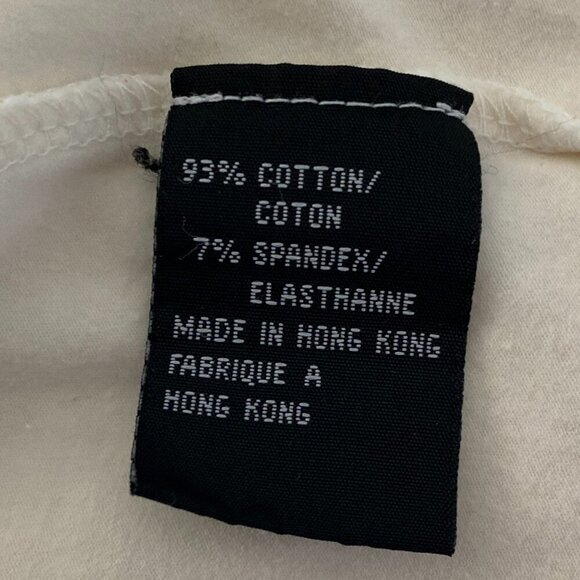 93% COTTON/
COTON
7% SPANDEX/
ELASTHANNE
MADE IN HONG KONG
FABRIQUE A
HONG KONG